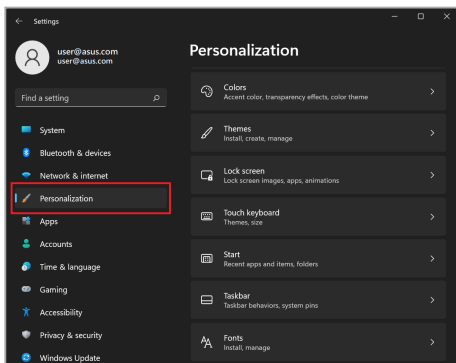 Settings
user@asus.com
user@asus.com
Find a setting
System
Bluetooth & devices
Network & internet
Personalization
Apps
Accounts
Time & language
Gaming
Accessibility
Privacy & security
Windows Update
Personalization
Colors
Accent color, transparency effects, color theme
Themes
Install, create, manage
Lock screen
Lock screen images, apps, animations
Touch keyboard
Themes, size
Start
Recent apps and items, folders
Taskbar
Taskbar behaviors, system pins
Fonts
Install, manage